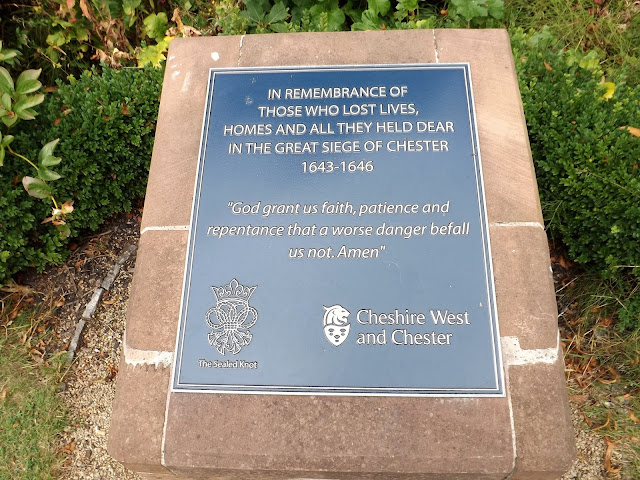 IN REMEMBRANCE OF
THOSE WHO LOST LIVES,
HOMES AND ALL THEY HELD DEAR
IN THE GREAT SIEGE OF CHESTER
1643-1646
"God grant us faith, patience and
repentance that a worse danger befall
us not. Amen"
The Sealed Knot
Cheshire West
and Chester